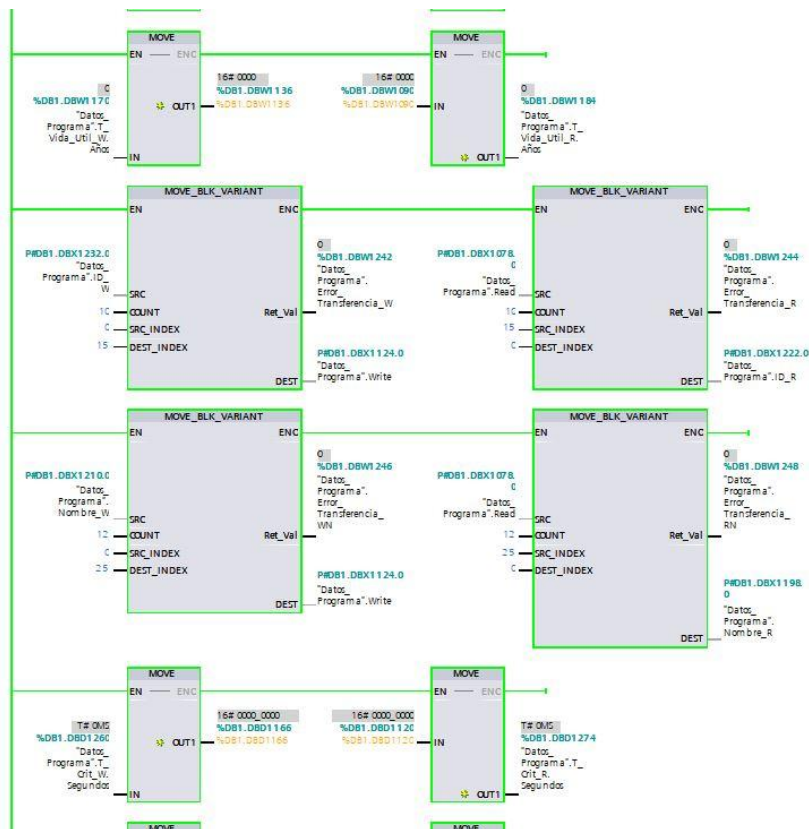 MOVE
EN — ENO
0
%DB1.DBW1170
"Datos_
Programa".T_
Vida_Util_W.
Años
IN
OUT1
16# 0000
%DB1.DBW1136
%DB1.DBW1136
MOVE
EN — ENO
16# 0000
%DB1.DBW1090
%DB1.DBW1090
IN
OUT1
0
%DB1.DBW1184
"Datos_
Programa".T_
Vida_Util_R.
Años
MOVE_BLK_VARIANT
EN ENO
P#DB1.DBX1232.0
"Datos_
Programa".ID_
W
SRC
10 COUNT
0 SRC_INDEX
15 DEST_INDEX
Ret_Val
0
%DB1.DBW1242
"Datos_
Programa".
Error_
Transferencia_W
DEST
P#DB1.DBX1124.0
"Datos_
Programa".Write
MOVE_BLK_VARIANT
EN ENO
P#DB1.DBX1078.
0
"Datos_
Programa".Read
SRC
10 COUNT
15 SRC_INDEX
0 DEST_INDEX
Ret_Val
0
%DB1.DBW1244
"Datos_
Programa".
Error_
Transferencia_R
DEST
P#DB1.DBX1222.0
"Datos_
Programa".ID_R
MOVE_BLK_VARIANT
EN ENO
P#DB1.DBX1210.0
"Datos_
Programa".
Nombre_W
SRC
12 COUNT
0 SRC_INDEX
25 DEST_INDEX
Ret_Val
0
%DB1.DBW1246
"Datos_
Programa".
Error_
Transferencia_
WN
DEST
P#DB1.DBX1124.0
"Datos_
Programa".Write
MOVE_BLK_VARIANT
EN ENO
P#DB1.DBX1078.
0
"Datos_
Programa".Read
SRC
12 COUNT
25 SRC_INDEX
0 DEST_INDEX
Ret_Val
0
%DB1.DBW1248
"Datos_
Programa".
Error_
Transferencia_
RN
DEST
P#DB1.DBX1198.
0
"Datos_
Programa".
Nombre_R
MOVE
EN — ENO
T# 0MS
%DB1.DBD1260
"Datos_
Programa".T_
Crit_W.
Segundos
IN
OUT1
16# 0000_0000
%DB1.DBD1166
%DB1.DBD1166
MOVE
EN — ENO
16# 0000_0000
%DB1.DBD1120
%DB1.DBD1120
IN
OUT1
T# 0MS
%DB1.DBD1274
"Datos_
Programa".T_
Crit_R.
Segundos
MOVE
MOVE